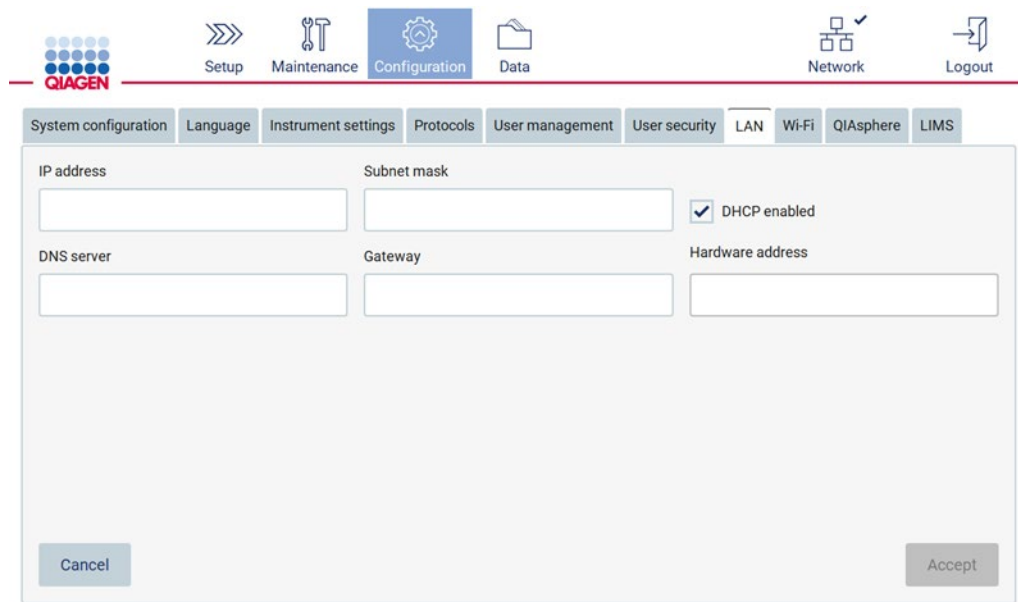 QIAGEN
Setup Maintenance Configuration Data Network Logout
System configuration Language Instrument settings Protocols User management User security LAN Wi-Fi QIAsphere LIMS
IP address Subnet mask
DHCP enabled
DNS server Gateway Hardware address
Cancel Accept